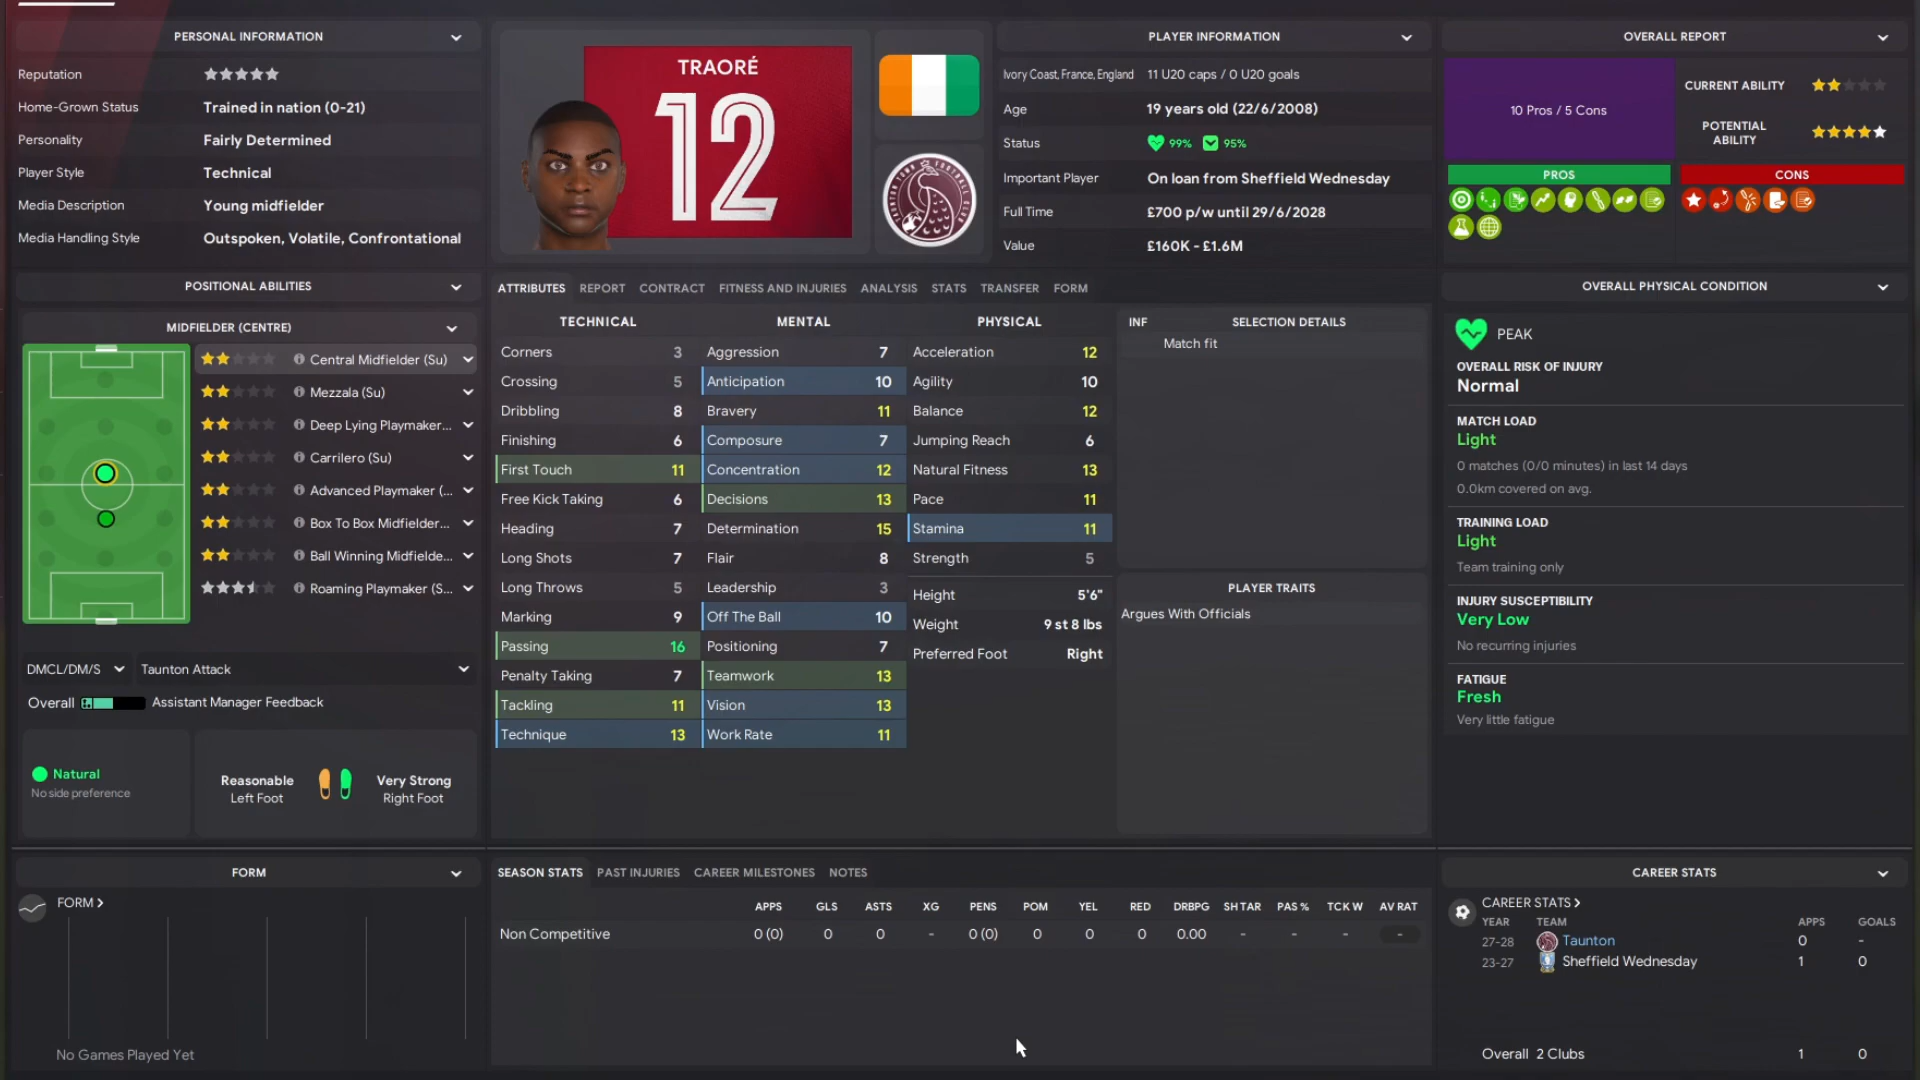 PERSONAL INFORMATION
Reputation
Home-Grown Status Trained in nation (0-21)
Personality Fairly Determined
Player Style Technical
Media Description Young midfielder
Media Handling Style Outspoken, Volatile, Confrontational
TRAORÉ
12
PLAYER INFORMATION
Ivory Coast, France, England 11 U20 caps / 0 U20 goals
Age 19 years old (22/6/2008)
Status 99% 95%
Important Player On loan from Sheffield Wednesday
Full Time £700 p/w until 29/6/2028
Value £160K - £1.6M
OVERALL REPORT
10 Pros / 5 Cons
CURRENT ABILITY
POTENTIAL
ABILITY
PROS CONS
POSITIONAL ABILITIES
MIDFIELDER (CENTRE)
Central Midfielder (Su)
Mezzala (Su)
Deep Lying Playmaker...
Carrilero (Su)
Advanced Playmaker (...
Box To Box Midfielder...
Ball Winning Midfielde...
Roaming Playmaker (S...
DMCL/DM/S Taunton Attack
Overall Assistant Manager Feedback
Natural
No side preference
Reasonable
Left Foot
Very Strong
Right Foot
ATTRIBUTES REPORT CONTRACT FITNESS AND INJURIES ANALYSIS STATS TRANSFER FORM
TECHNICAL
Corners 3
Crossing 5
Dribbling 8
Finishing 6
First Touch 11
Free Kick Taking 6
Heading 7
Long Shots 7
Long Throws 5
Marking 9
Passing 16
Penalty Taking 7
Tackling 11
Technique 13
MENTAL
Aggression 7
Anticipation 10
Bravery 11
Composure 7
Concentration 12
Decisions 13
Determination 15
Flair 8
Leadership 3
Off The Ball 10
Positioning 7
Teamwork 13
Vision 13
Work Rate 11
PHYSICAL
Acceleration 12
Agility 10
Balance 12
Jumping Reach 6
Natural Fitness 13
Pace 11
Stamina 11
Strength 5
Height 5'6"
Weight 9 st 8 lbs
Preferred Foot Right
INF SELECTION DETAILS
Match fit
PLAYER TRAITS
Argues With Officials
OVERALL PHYSICAL CONDITION
PEAK
OVERALL RISK OF INJURY
Normal
MATCH LOAD
Light
0 matches (0/0 minutes) in last 14 days
0.0km covered on avg.
TRAINING LOAD
Light
Team training only
INJURY SUSCEPTIBILITY
Very Low
No recurring injuries
FATIGUE
Fresh
Very little fatigue
FORM
FORM >
No Games Played Yet
SEASON STATS PAST INJURIES CAREER MILESTONES NOTES
APPS GLS ASTS XG PENS POM YEL RED DRBPG SH TAR PAS % TCK W AV RAT
Non Competitive 0 (0) 0 0 - 0 (0) 0 0 0 0.00 - - - -
CAREER STATS
CAREER STATS >
YEAR TEAM APPS GOALS
27-28 Taunton 0 -
23-27 Sheffield Wednesday 1 0
Overall 2 Clubs 1 0